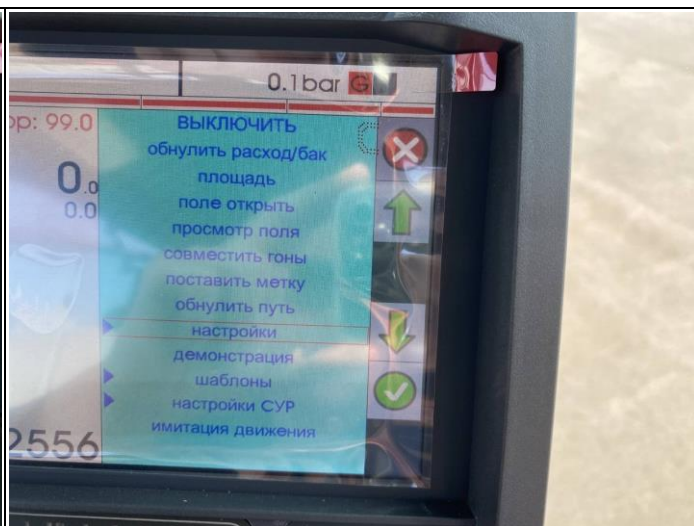 0.1bar G
ор: 99.0
0.0
0.0
ВЫКЛЮЧИТЬ
обнулить расход/бак
площадь
поле открыть
просмотр поля
совместить гоны
поставить метку
обнулить путь
настройки
демонстрация
шаблоны
настройки СУР
имитация движения
2556